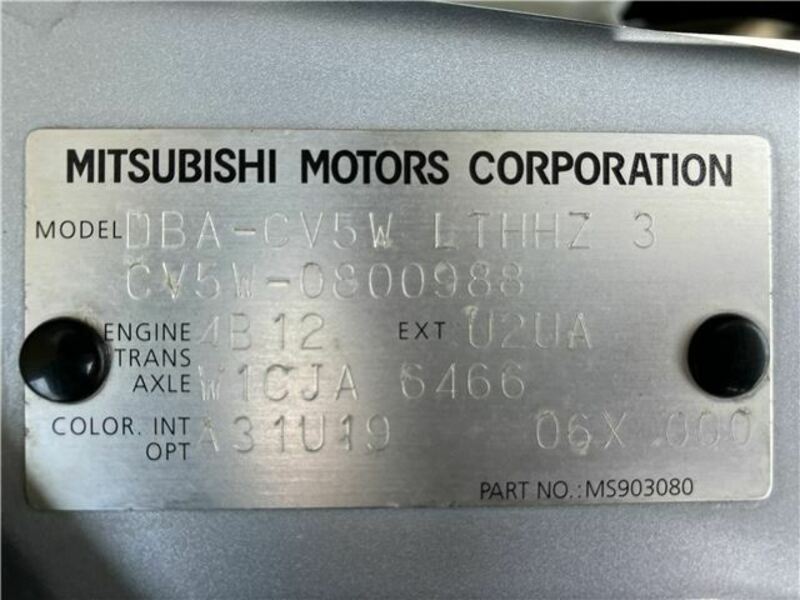 MITSUBISHI MOTORS CORPORATION
MODEL DBA-CV5W LTHHZ 3
CV5W-0800988
ENGINE 4B12 EXT U2UA
TRANS
AXLE W1CJA 6466
COLOR. INT
OPT A31U19 06X 000
PART NO.:MS903080